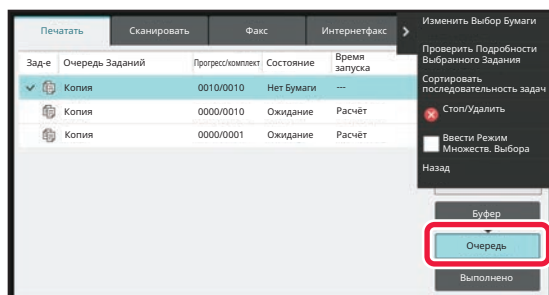 Печатать Сканировать Факс Интернетфакс
Зад-е Очередь Заданий Прогресс/комплект Состояние Время запуска
Копия 0010/0010 Нет Бумаги ---
Копия 0000/0010 Ожидание Расчёт
Копия 0000/0001 Ожидание Расчёт
Изменить Выбор Бумаги
Проверить Подробности
Выбранного Задания
Сортировать
последовательность задач
Стоп/Удалить
Ввести Режим
Множеств. Выбора
Назад
Буфер
Очередь
Выполнено